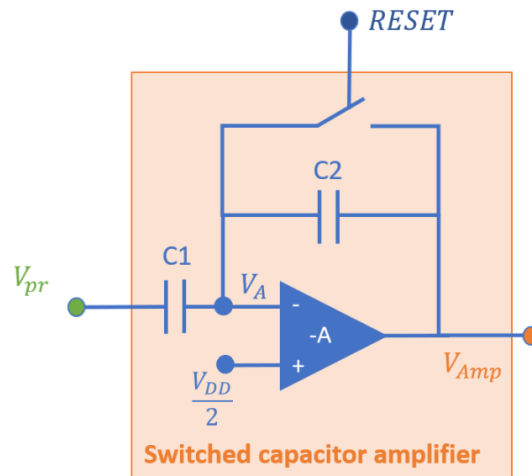 RESET
C2
C1
V_pr
V_A
-
-A
+
V_DD
2
V_Amp
Switched capacitor amplifier